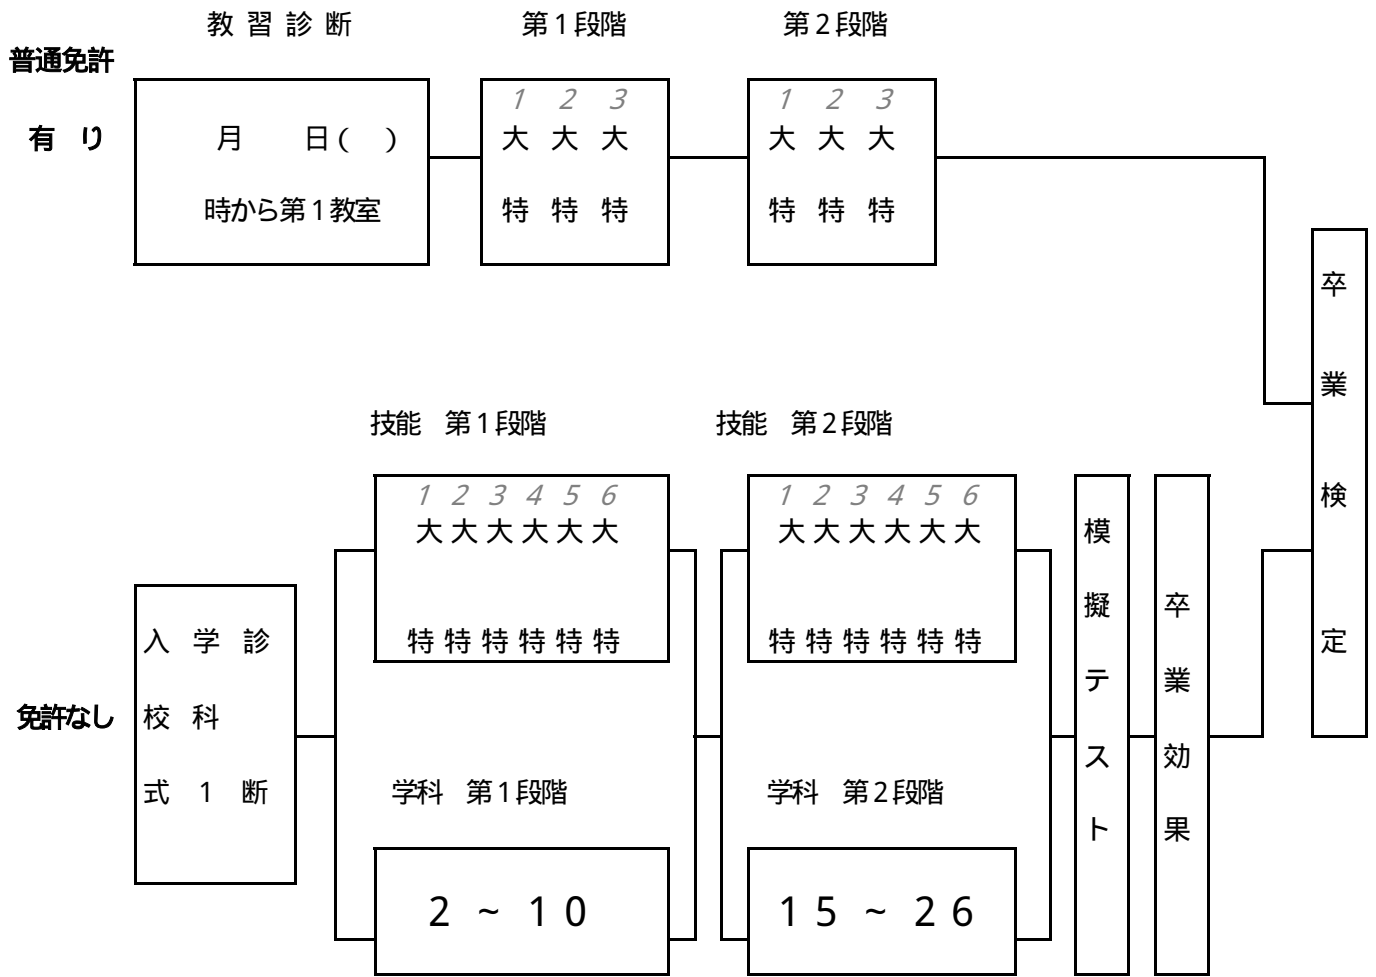 教習診断 第1段階 第2段階
普通免許
有り
月 日( )
時から第1教室
1 2 3
大 大 大
特 特 特
1 2 3
大 大 大
特 特 特
卒業検定
技能 第1段階 技能 第2段階
免許なし
入 学 診
校 科
式 1 断
1 2 3 4 5 6
大 大 大 大 大 大
特 特 特 特 特 特
1 2 3 4 5 6
大 大 大 大 大 大
特 特 特 特 特 特
学科 第1段階 学科 第2段階
2 ~ 10
15 ~ 26
模擬テスト
卒業効果